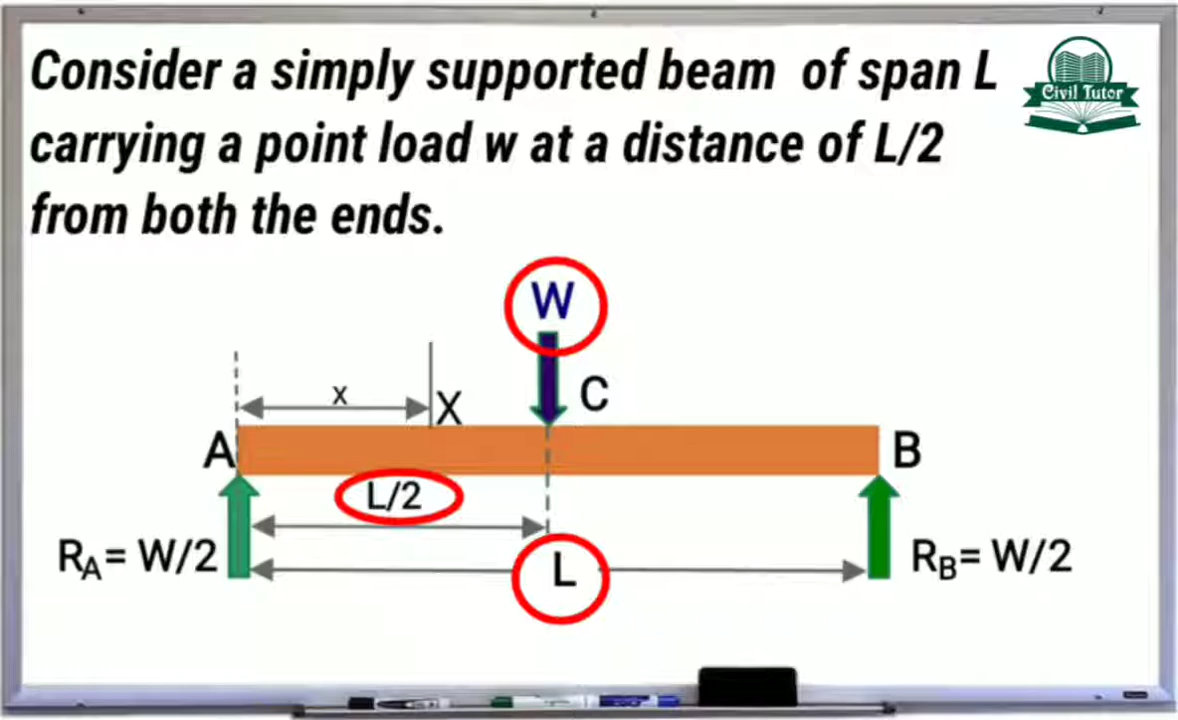 Consider a simply supported beam of span L
carrying a point load w at a distance of L/2
from both the ends.
Civil Tutor
W
x
X
C
A
B
L/2
L
RA= W/2
RB= W/2